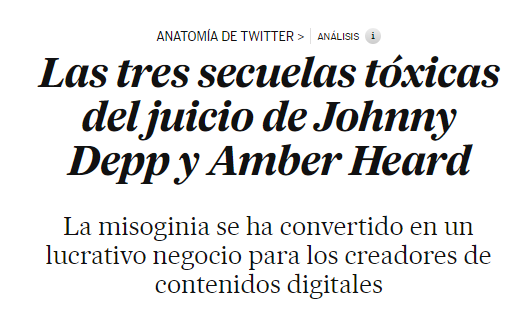 ANATOMÍA DE TWITTER > ANÁLISIS i
Las tres secuelas tóxicas
del juicio de Johnny
Depp y Amber Heard
La misoginia se ha convertido en un
lucrativo negocio para los creadores de
contenidos digitales